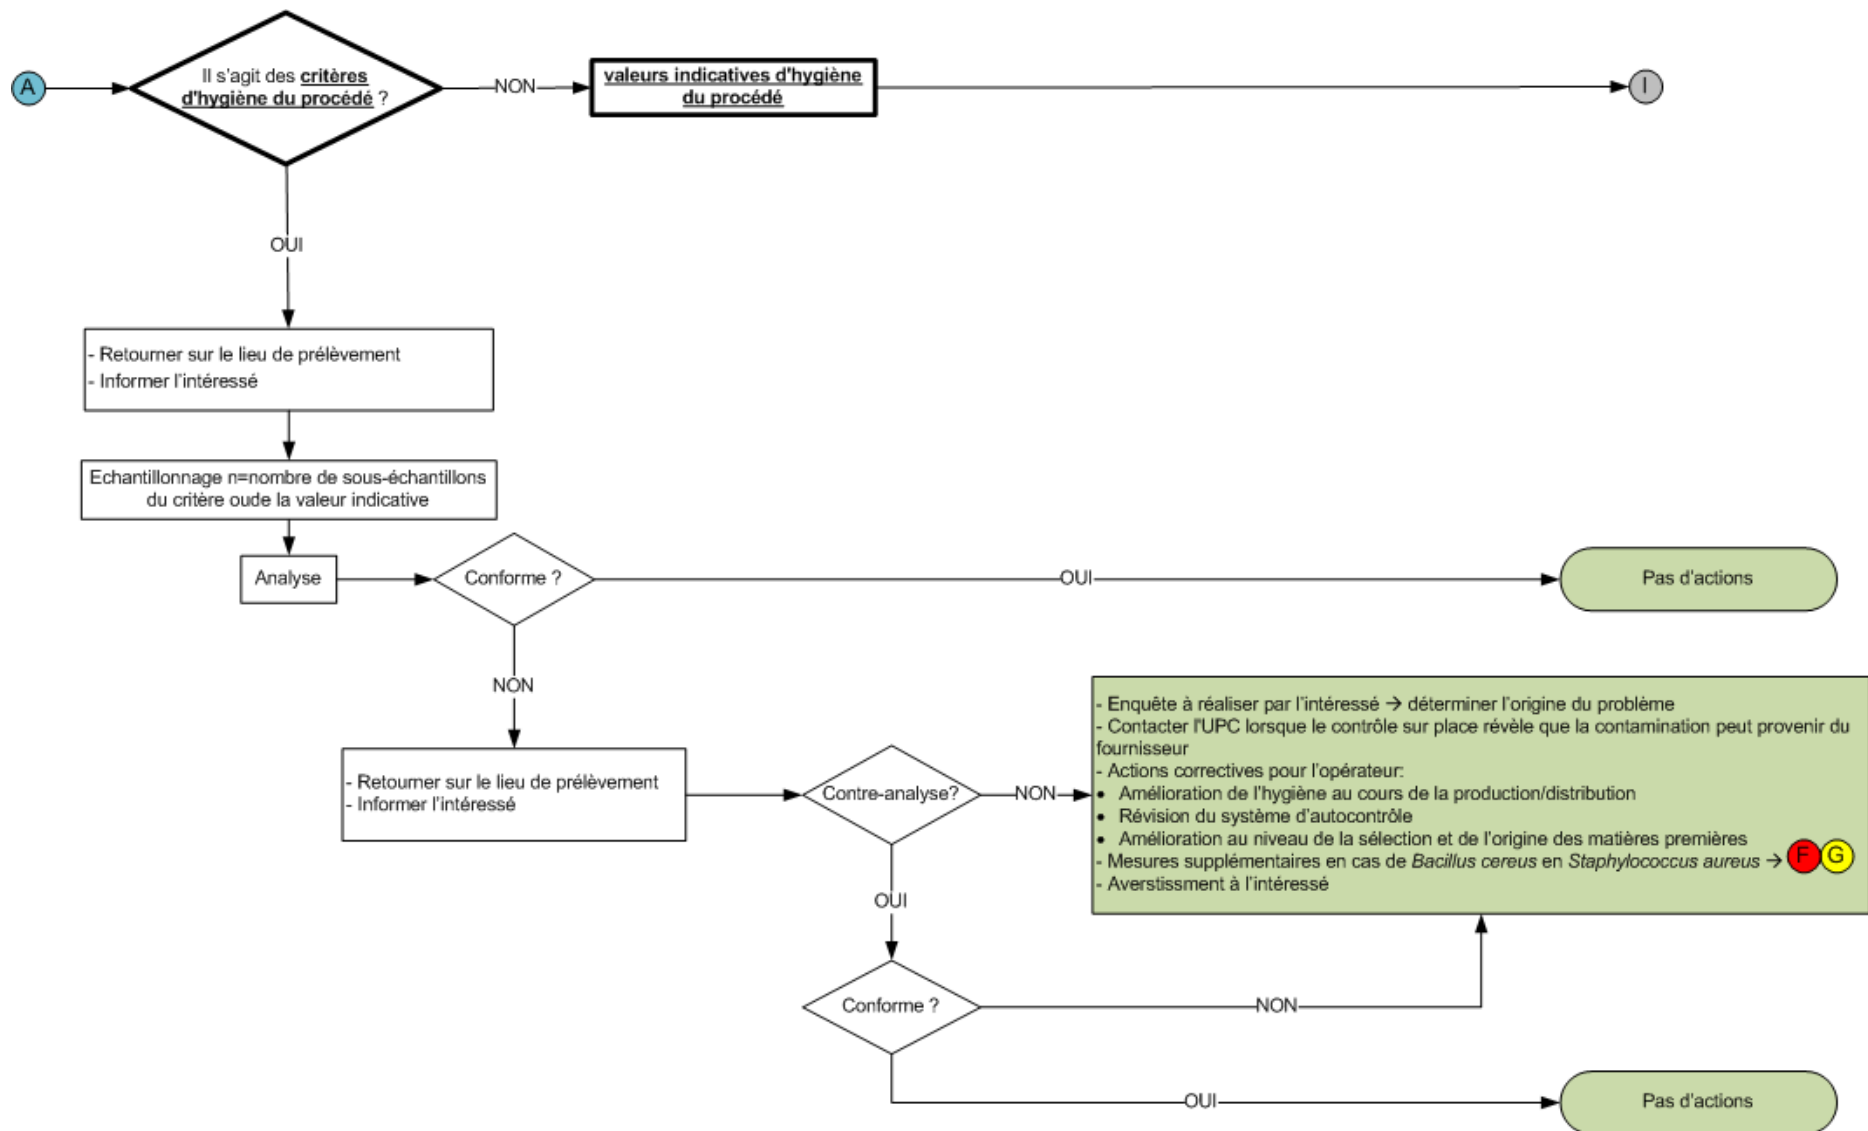 A
Il s'agit des critères
d'hygiène du procédé ?
NON
valeurs indicatives d'hygiène
du procédé
I
OUI
- Retourner sur le lieu de prélèvement
- Informer l'intéressé
Echantillonnage n=nombre de sous-échantillons
du critère oude la valeur indicative
Analyse
Conforme ?
OUI
Pas d'actions
NON
- Retourner sur le lieu de prélèvement
- Informer l'intéressé
Contre-analyse?
NON
- Enquête à réaliser par l'intéressé → déterminer l'origine du problème
- Contacter l'UPC lorsque le contrôle sur place révèle que la contamination peut provenir du
fournisseur
- Actions correctives pour l'opérateur:
• Amélioration de l'hygiène au cours de la production/distribution
• Révision du système d'autocontrôle
• Amélioration au niveau de la sélection et de l'origine des matières premières
- Mesures supplémentaires en cas de Bacillus cereus en Staphylococcus aureus → F G
- Averstissment à l'intéressé
OUI
Conforme ?
NON
OUI
Pas d'actions